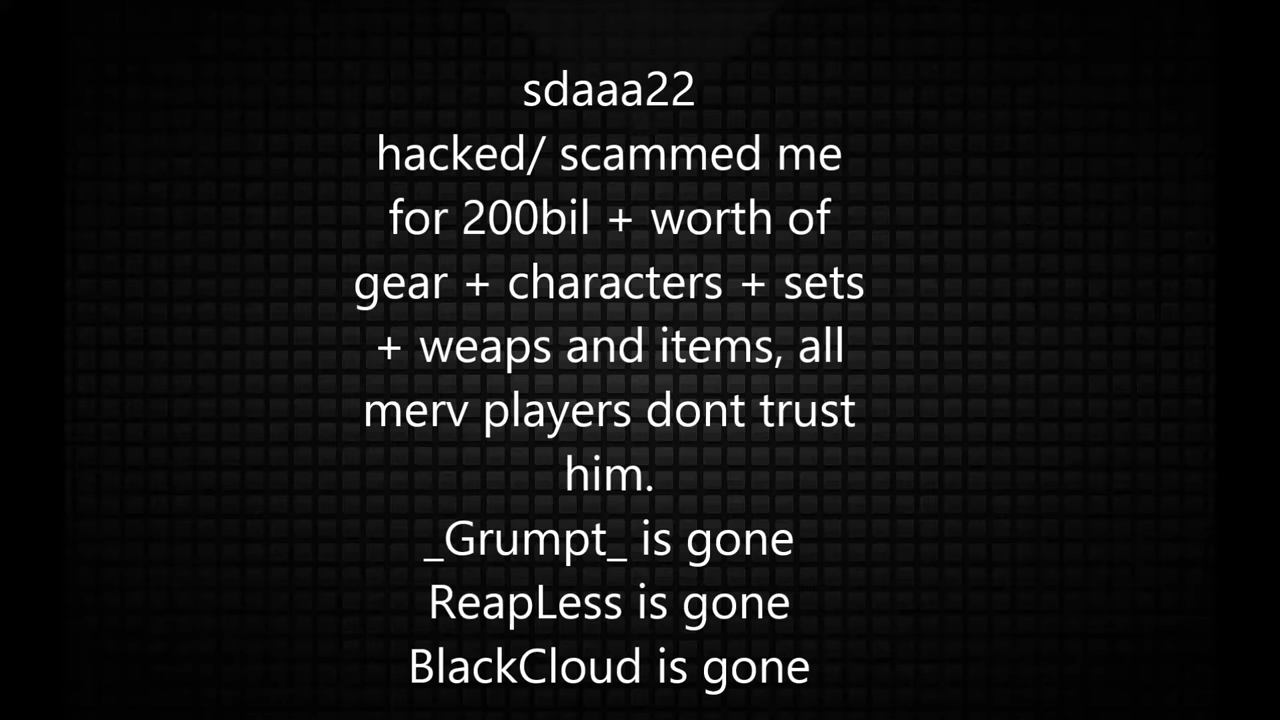 sdaaa22
hacked/ scammed me
for 200bil + worth of
gear + characters + sets
+ weaps and items, all
merv players dont trust
him.
_Grumpt_ is gone
ReapLess is gone
BlackCloud is gone